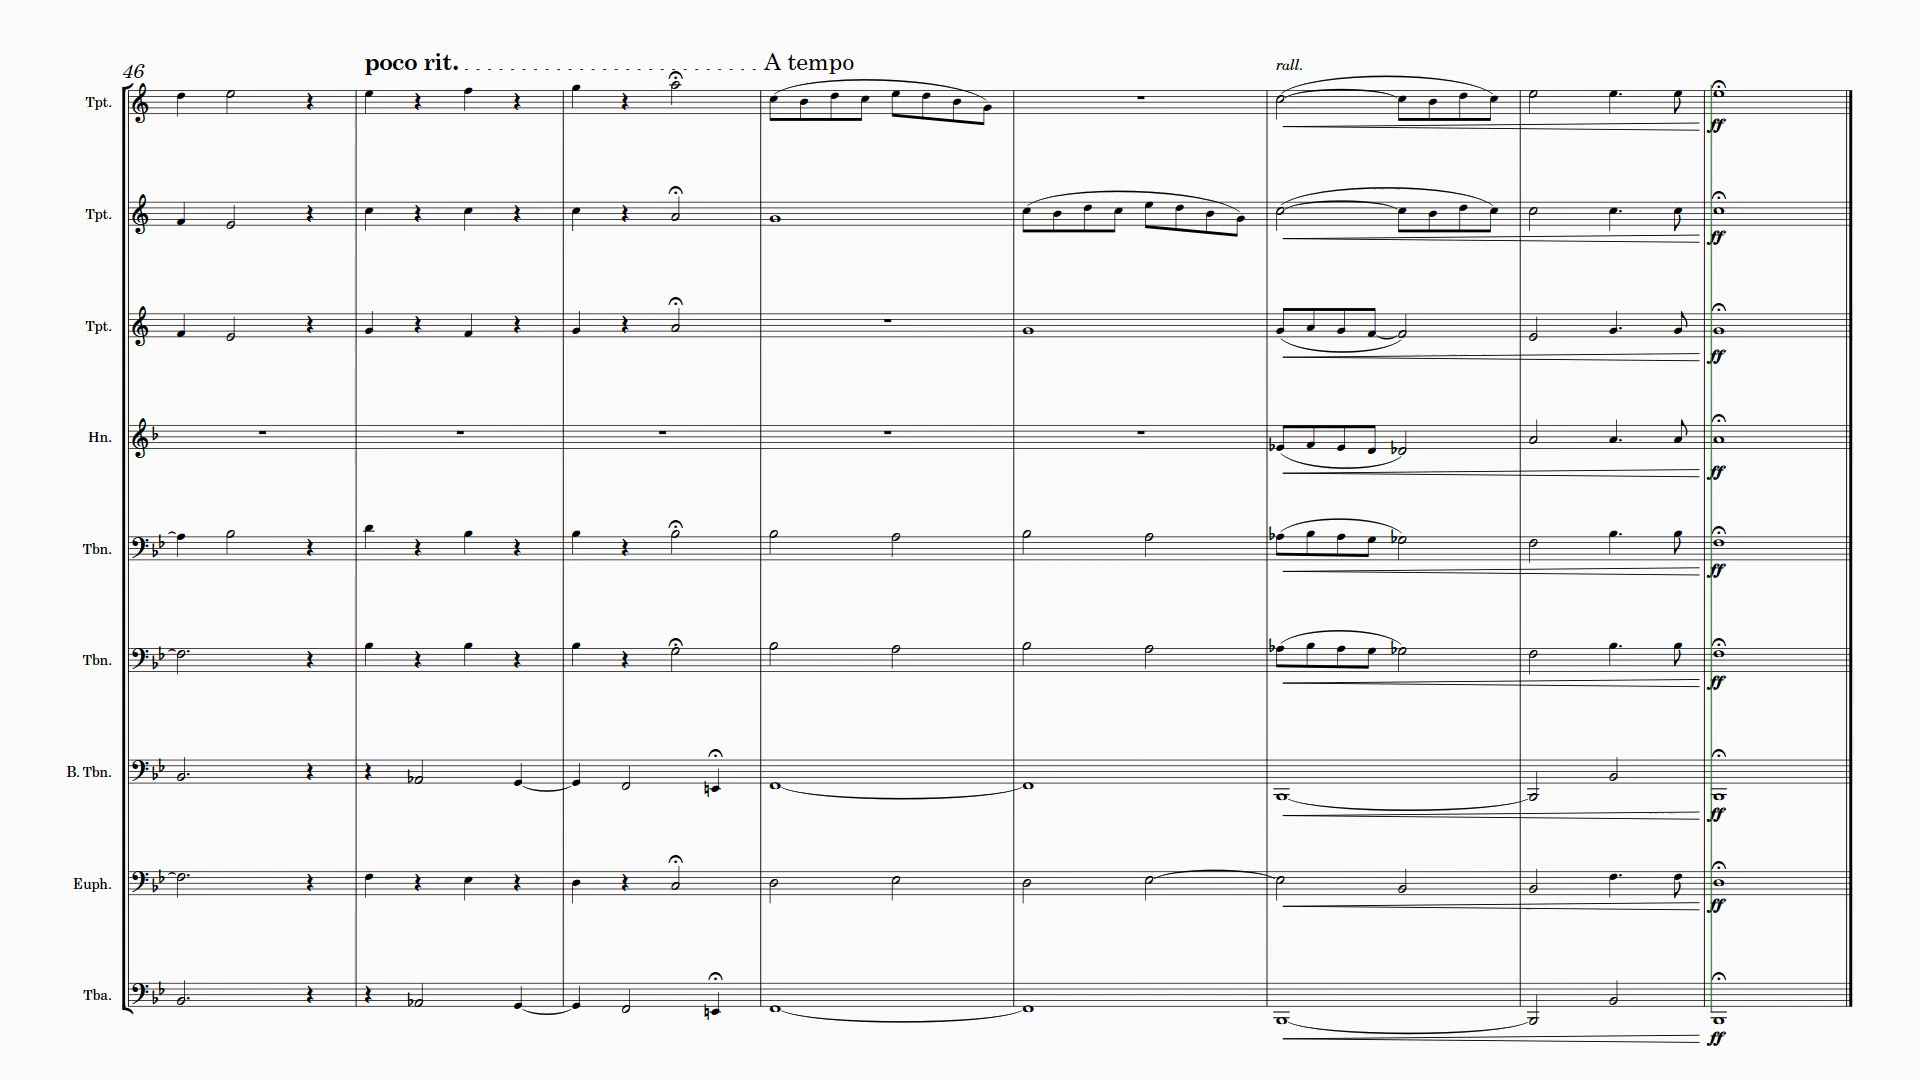 46
poco rit.
A tempo
rall.
Tpt.
ff
Tpt.
ff
Tpt.
ff
Hn.
ff
Tbn.
ff
Tbn.
ff
B. Tbn.
ff
Euph.
ff
Tba.
ff